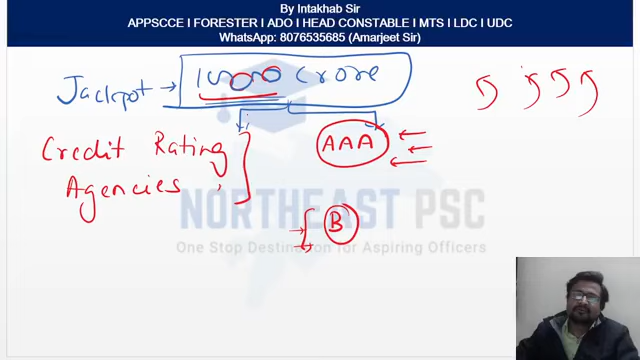 By Intakhab Sir
APPSCCE I FORESTER I ADO I HEAD CONSTABLE I MTS I LDC I UDC
WhatsApp: 8076535685 (Amarjeet Sir)
Jackpot → Crore
Credit Rating
Agencies
AAA
B
NORTHEAST PSC
One Stop Destination for Aspiring Officers